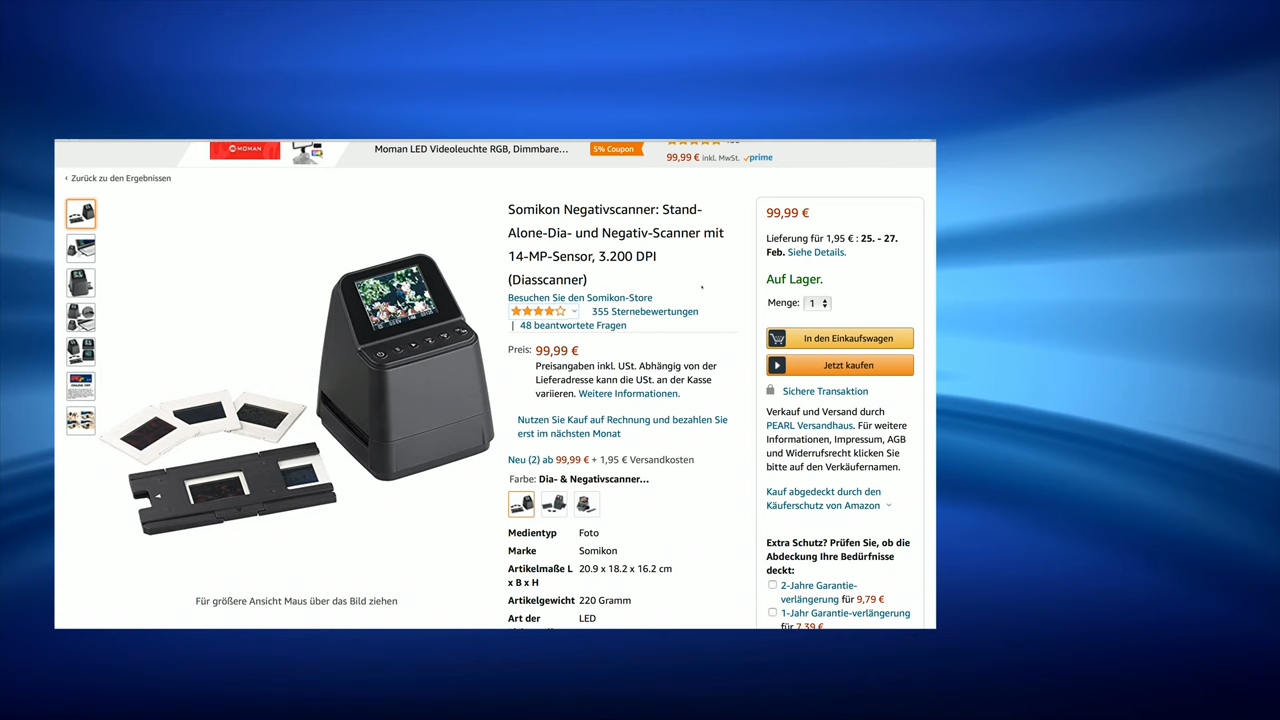 MOMAN
Moman LED Videoleuchte RGB, Dimmbare...
5% Coupon
99,99 € inkl. MwSt. prime
‹ Zurück zu den Ergebnissen
Somikon Negativscanner: Stand-
Alone-Dia- und Negativ-Scanner mit
14-MP-Sensor, 3.200 DPI
(Diasscanner)
Besuchen Sie den Somikon-Store
355 Sternebewertungen
| 48 beantwortete Fragen
Preis: 99,99 €
Preisangaben inkl. USt. Abhängig von der
Lieferadresse kann die USt. an der Kasse
variieren. Weitere Informationen.
Nutzen Sie Kauf auf Rechnung und bezahlen Sie
erst im nächsten Monat
Neu (2) ab 99,99 € + 1,95 € Versandkosten
Farbe: Dia- & Negativscanner...
Medientyp Foto
Marke Somikon
Artikelmaße L 20.9 x 18.2 x 16.2 cm
x B x H
Artikelgewicht 220 Gramm
Art der LED
Für größere Ansicht Maus über das Bild ziehen
99,99 €
Lieferung für 1,95 € : 25. - 27.
Feb. Siehe Details.
Auf Lager.
Menge: 1
In den Einkaufswagen
Jetzt kaufen
Sichere Transaktion
Verkauf und Versand durch
PEARL Versandhaus. Für weitere
Informationen, Impressum, AGB
und Widerrufsrecht klicken Sie
bitte auf den Verkäufernamen.
Kauf abgedeckt durch den
Käuferschutz von Amazon
Extra Schutz? Prüfen Sie, ob die
Abdeckung Ihre Bedürfnisse
deckt:
2-Jahre Garantie-
verlängerung für 9,79 €
1-Jahr Garantie-verlängerung
für 7,39 €